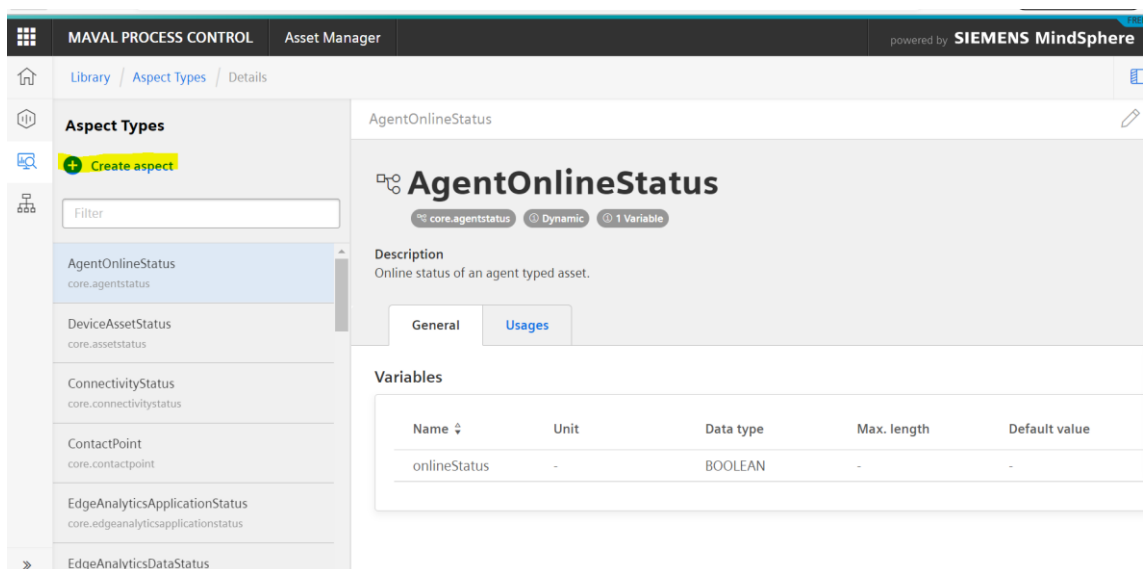 FREE
MAVAL PROCESS CONTROL Asset Manager powered by SIEMENS MindSphere
Library / Aspect Types / Details
Aspect Types
Create aspect
Filter
AgentOnlineStatus
core.agentstatus
DeviceAssetStatus
core.assetstatus
ConnectivityStatus
core.connectivitystatus
ContactPoint
core.contactpoint
EdgeAnalyticsApplicationStatus
core.edgeanalyticsapplicationstatus
EdgeAnalyticsDataStatus
AgentOnlineStatus
AgentOnlineStatus
core.agentstatus Dynamic 1 Variable
Description
Online status of an agent typed asset.
General Usages
Variables
Name Unit Data type Max. length Default value
onlineStatus - BOOLEAN - -